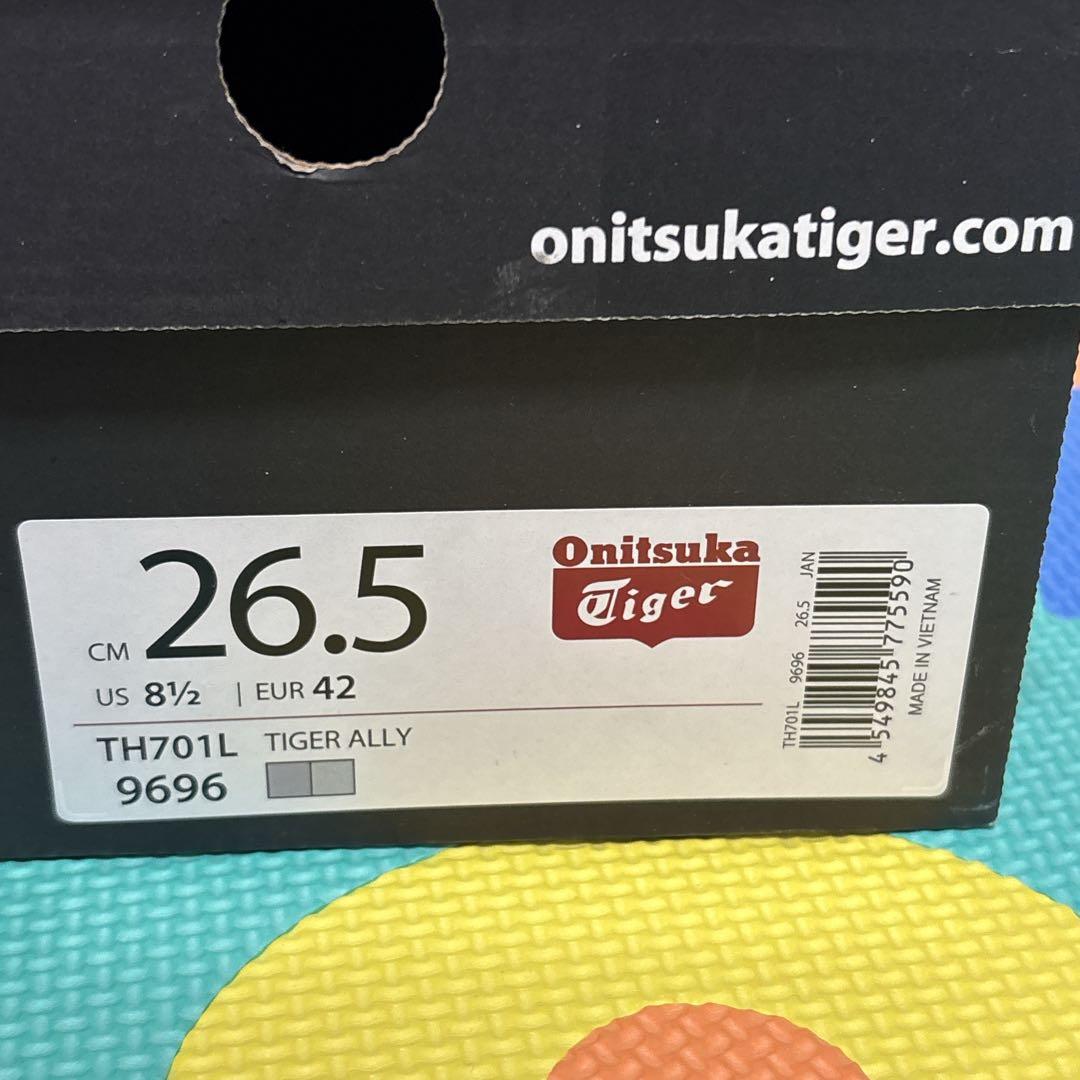 onitsukatiger.com
CM 26.5
US 8½ | EUR 42
TH701L TIGER ALLY
9696
Onitsuka
Tiger
TH701L 9696 26.5 JAN
4 549845 775590
MADE IN VIETNAM